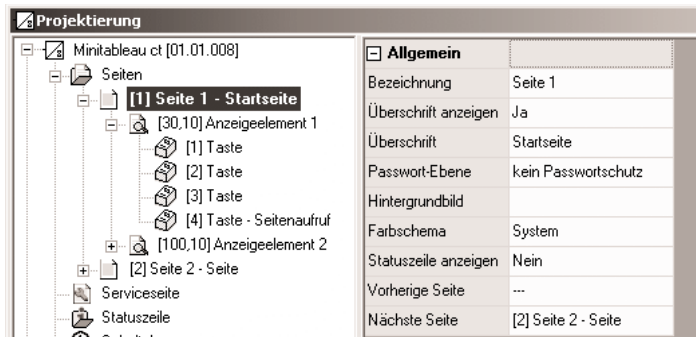 Projektierung
Minitableau ct [01.01.008]
Seiten
[1] Seite 1 - Startseite
[30,10] Anzeigeelement 1
[1] Taste
[2] Taste
[3] Taste
[4] Taste - Seitenaufruf
[100,10] Anzeigeelement 2
[2] Seite 2 - Seite
Serviceseite
Statuszeile
Allgemein
Bezeichnung Seite 1
Überschrift anzeigen Ja
Überschrift Startseite
Passwort-Ebene kein Passwortschutz
Hintergrundbild
Farbschema System
Statuszeile anzeigen Nein
Vorherige Seite ---
Nächste Seite [2] Seite 2 - Seite